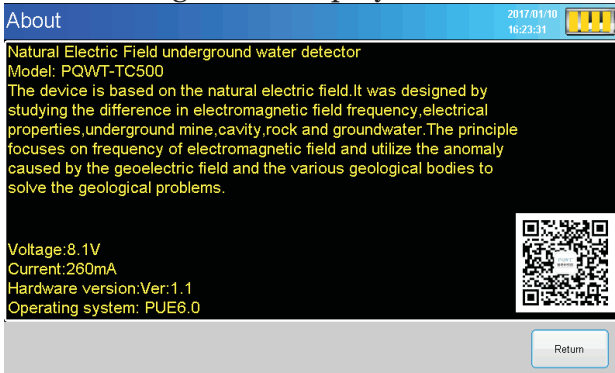 About
2017/01/10
16:23:31
Natural Electric Field underground water detector
Model: PQWT-TC500
The device is based on the natural electric field.It was designed by
studying the difference in electromagnetic field frequency,electrical
properties,underground mine,cavity,rock and groundwater.The principle
focuses on frequency of electromagnetic field and utilize the anomaly
caused by the geoelectric field and the various geological bodies to
solve the geological problems.
Voltage:8.1V
Current:260mA
Hardware version:Ver:1.1
Operating system: PUE6.0
PQWT
Return